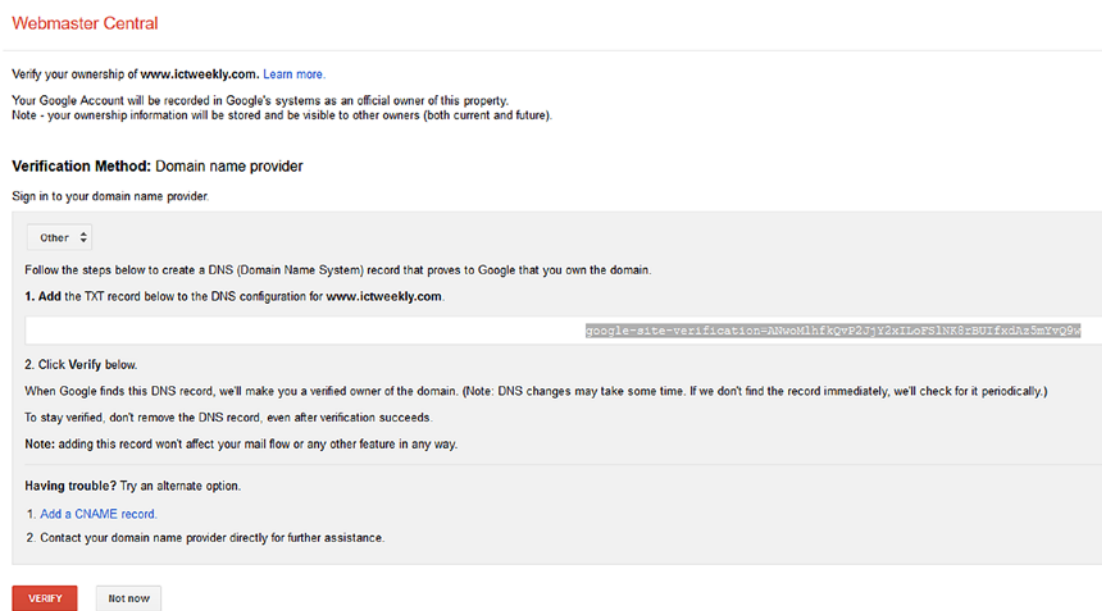 Webmaster Central
Verify your ownership of www.ictweekly.com. Learn more.
Your Google Account will be recorded in Google's systems as an official owner of this property.
Note - your ownership information will be stored and be visible to other owners (both current and future).
Verification Method: Domain name provider
Sign in to your domain name provider.
Other
Follow the steps below to create a DNS (Domain Name System) record that proves to Google that you own the domain.
1. Add the TXT record below to the DNS configuration for www.ictweekly.com.
2. Click Verify below.
When Google finds this DNS record, we'll make you a verified owner of the domain. (Note: DNS changes may take some time. If we don't find the record immediately, we'll check for it periodically.)
To stay verified, don't remove the DNS record, even after verification succeeds.
Note: adding this record won't affect your mail flow or any other feature in any way.
Having trouble? Try an alternate option.
1. Add a CNAME record.
2. Contact your domain name provider directly for further assistance.
VERIFY Not now